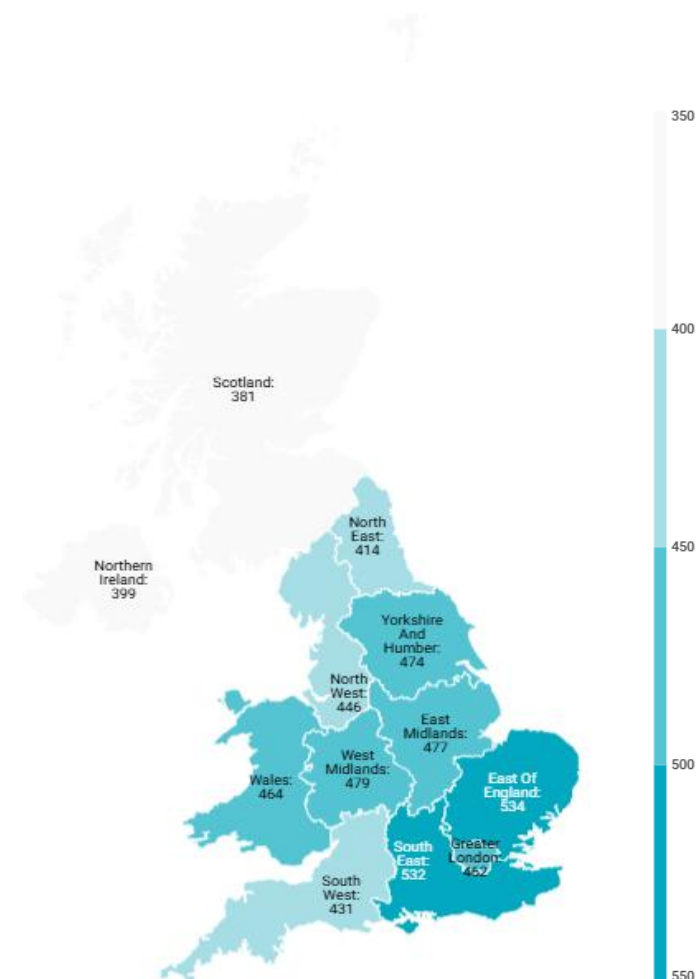 350
400
450
500
550
Scotland:
381
Northern
Ireland:
399
North
East:
414
Yorkshire
And
Humber:
474
North
West:
446
East
Midlands:
477
West
Midlands:
479
Wales:
464
East Of
England:
534
Greater
London:
462
South
East:
532
South
West:
431